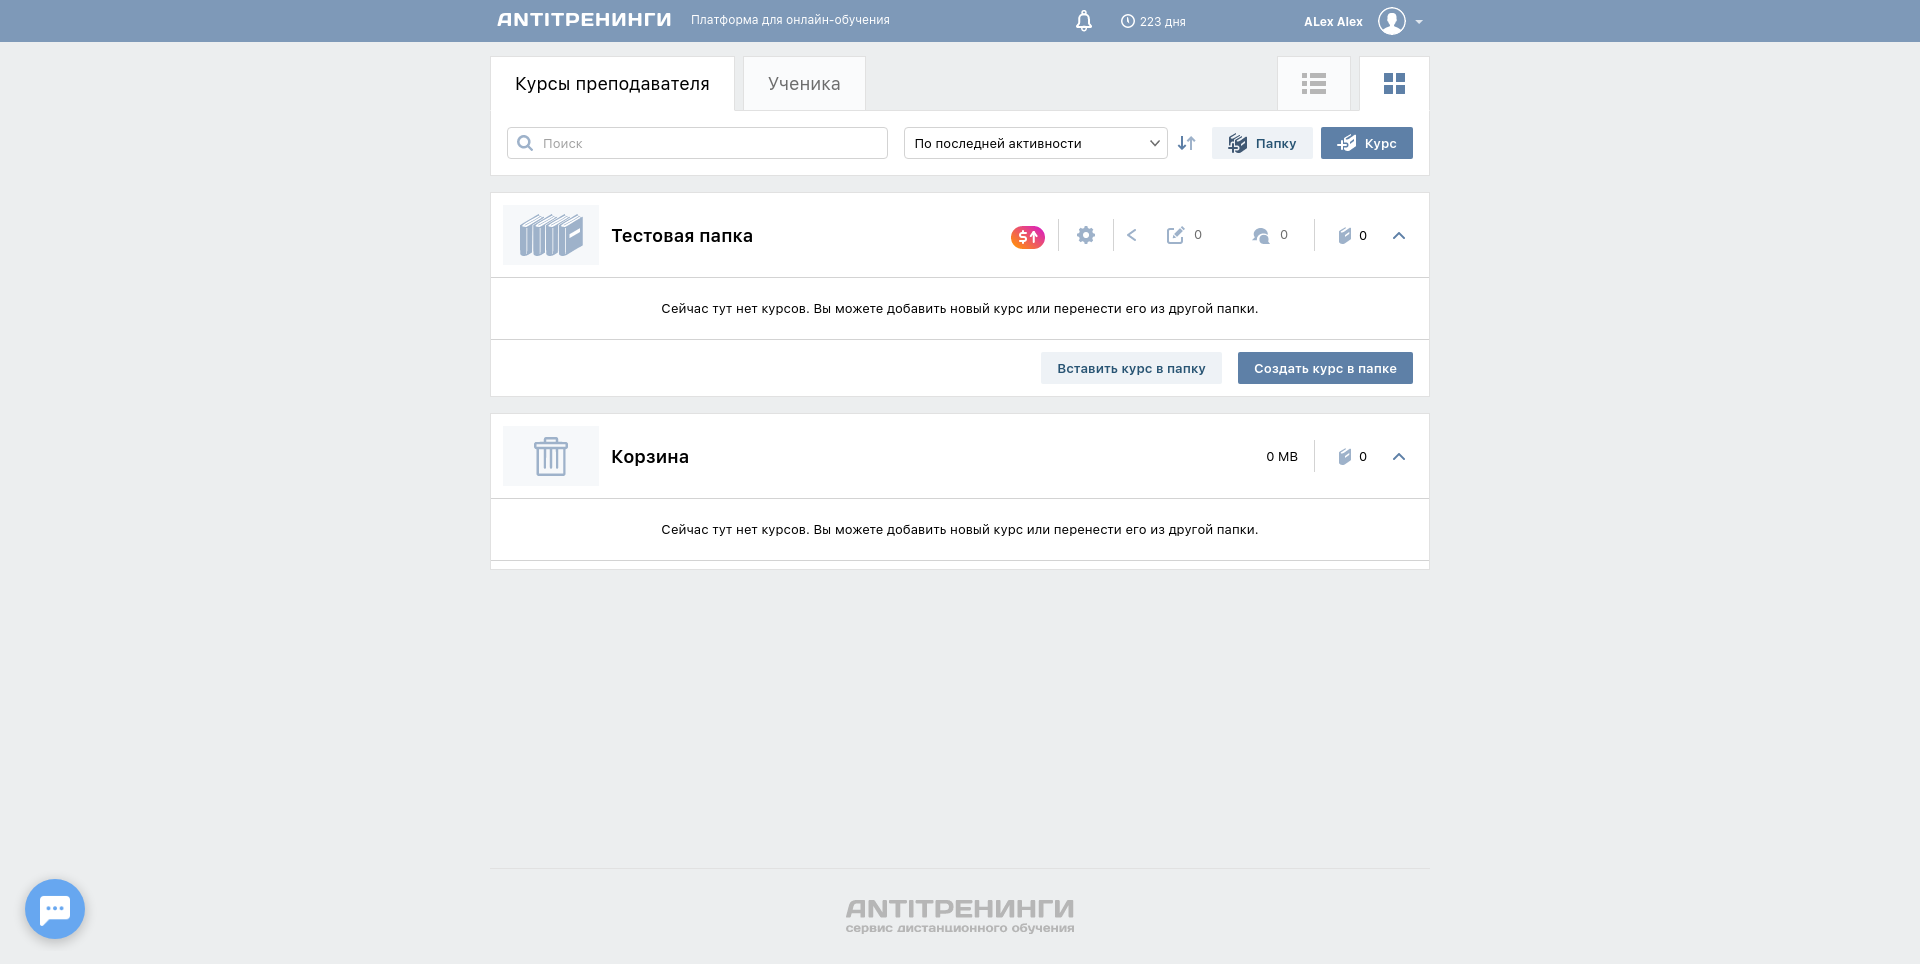 ANTIТРЕНИНГИ Платформа для онлайн-обучения 223 дня ALex Alex
Курсы преподавателя Ученика
Поиск По последней активности Папку Курс
Тестовая папка $ 0 0 0
Сейчас тут нет курсов. Вы можете добавить новый курс или перенести его из другой папки.
Вставить курс в папку Создать курс в папке
Корзина 0 MB 0
Сейчас тут нет курсов. Вы можете добавить новый курс или перенести его из другой папки.
ANTIТРЕНИНГИ
сервис дистанционного обучения